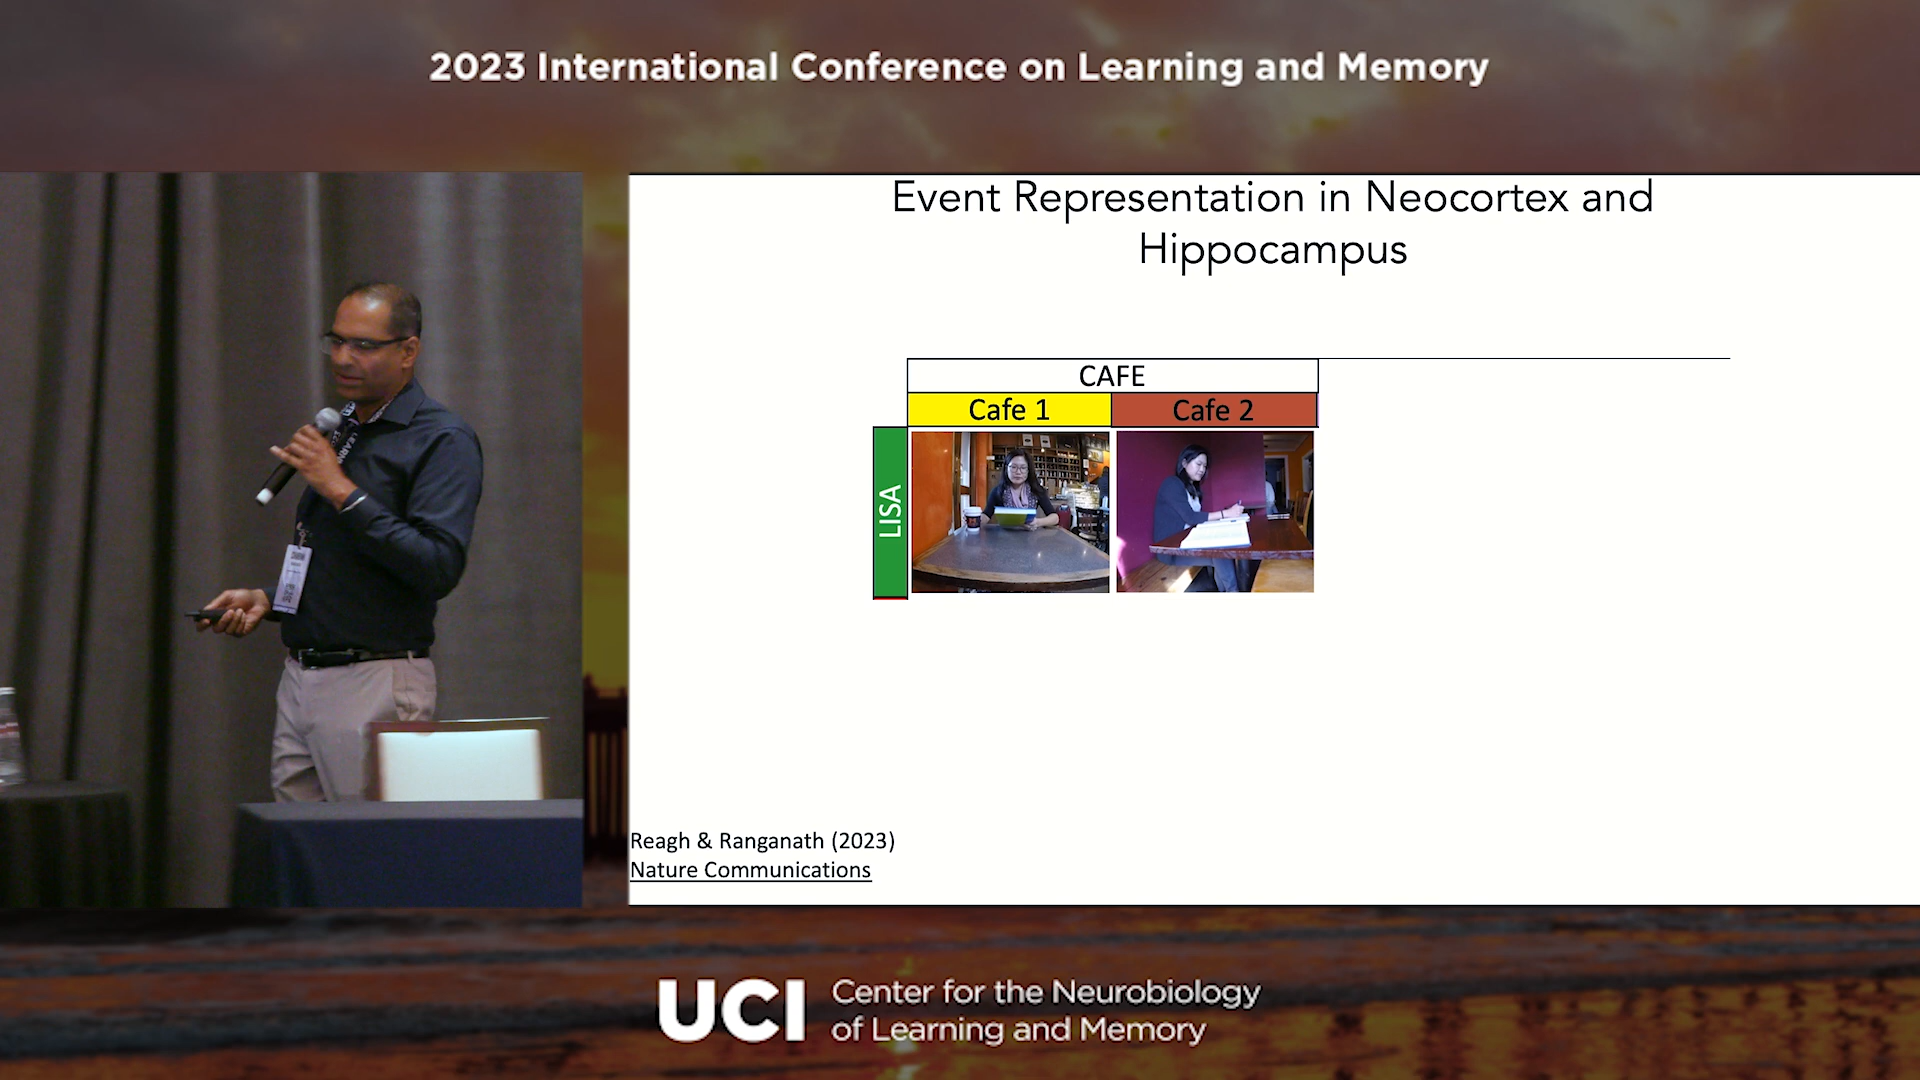 2023 International Conference on Learning and Memory
Event Representation in Neocortex and
Hippocampus
CAFE
Cafe 1
Cafe 2
LISA
Reagh & Ranganath (2023)
Nature Communications
UCI
Center for the Neurobiology
of Learning and Memory